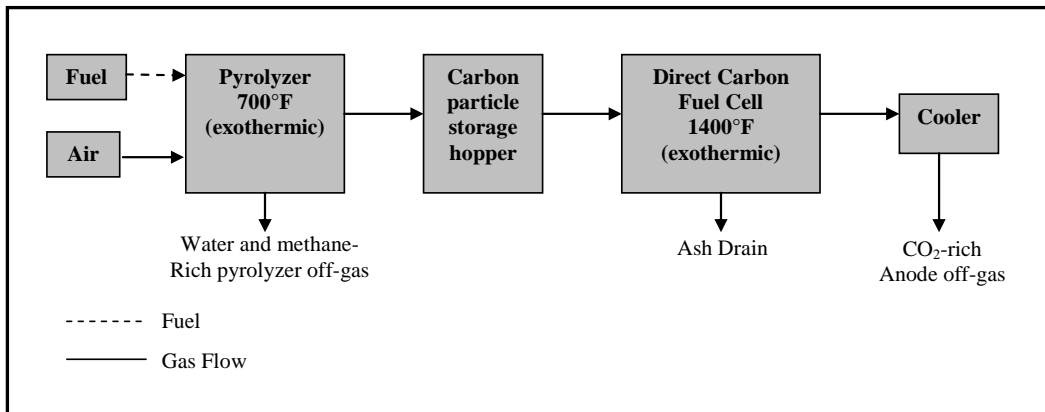 Fuel
Air
Pyrolyzer
700°F
(exothermic)
Carbon
particle
storage
hopper
Direct Carbon
Fuel Cell
1400°F
(exothermic)
Cooler
Water and methane-
Rich pyrolyzer off-gas
Ash Drain
CO₂-rich
Anode off-gas
Fuel
Gas Flow